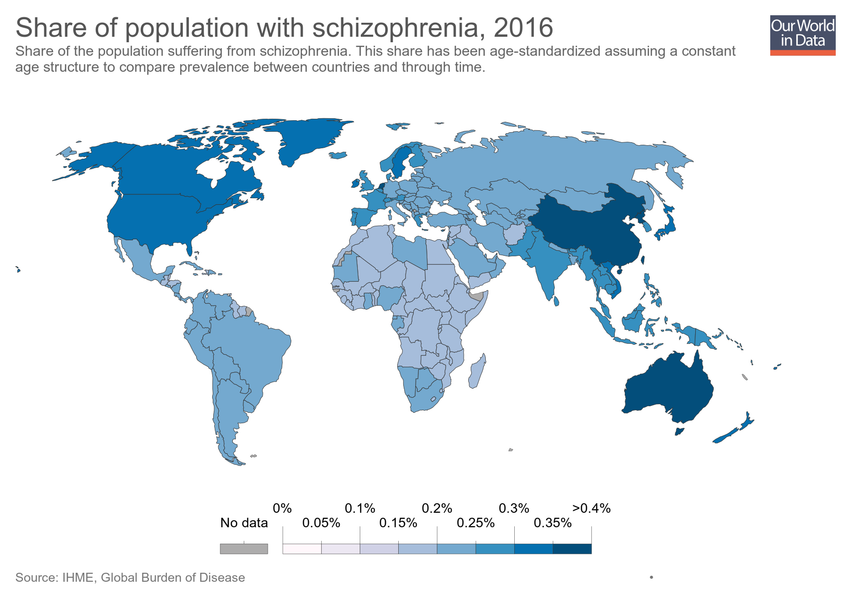 Share of population with schizophrenia, 2016
Share of the population suffering from schizophrenia. This share has been age-standardized assuming a constant
age structure to compare prevalence between countries and through time.
Our World
in Data
0% 0.1% 0.2% 0.3% >0.4%
No data 0.05% 0.15% 0.25% 0.35%
Source: IHME, Global Burden of Disease